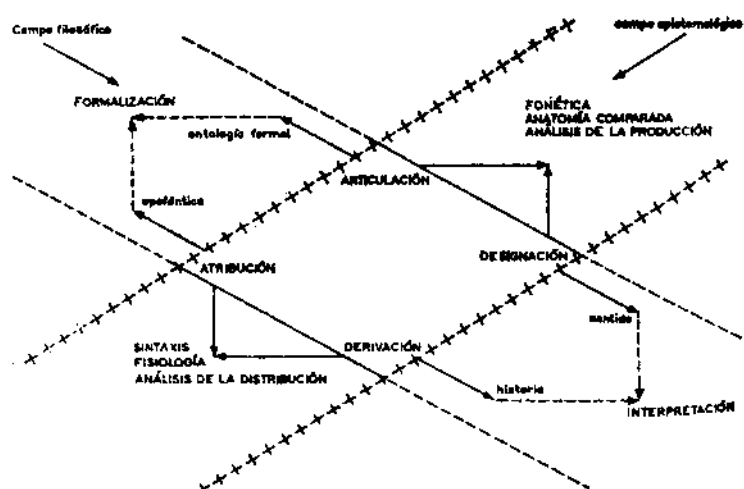 Campo filosófico
campo epistemológico
FORMALIZACIÓN
ontología formal
FONÉTICA
ANATOMÍA COMPARADA
ANÁLISIS DE LA PRODUCCIÓN
ARTICULACIÓN
apofántica
ATRIBUCIÓN
DESIGNACIÓN
sentido
SINTAXIS
FISIOLOGÍA
ANÁLISIS DE LA DISTRIBUCIÓN
DERIVACIÓN
historia
INTERPRETACIÓN